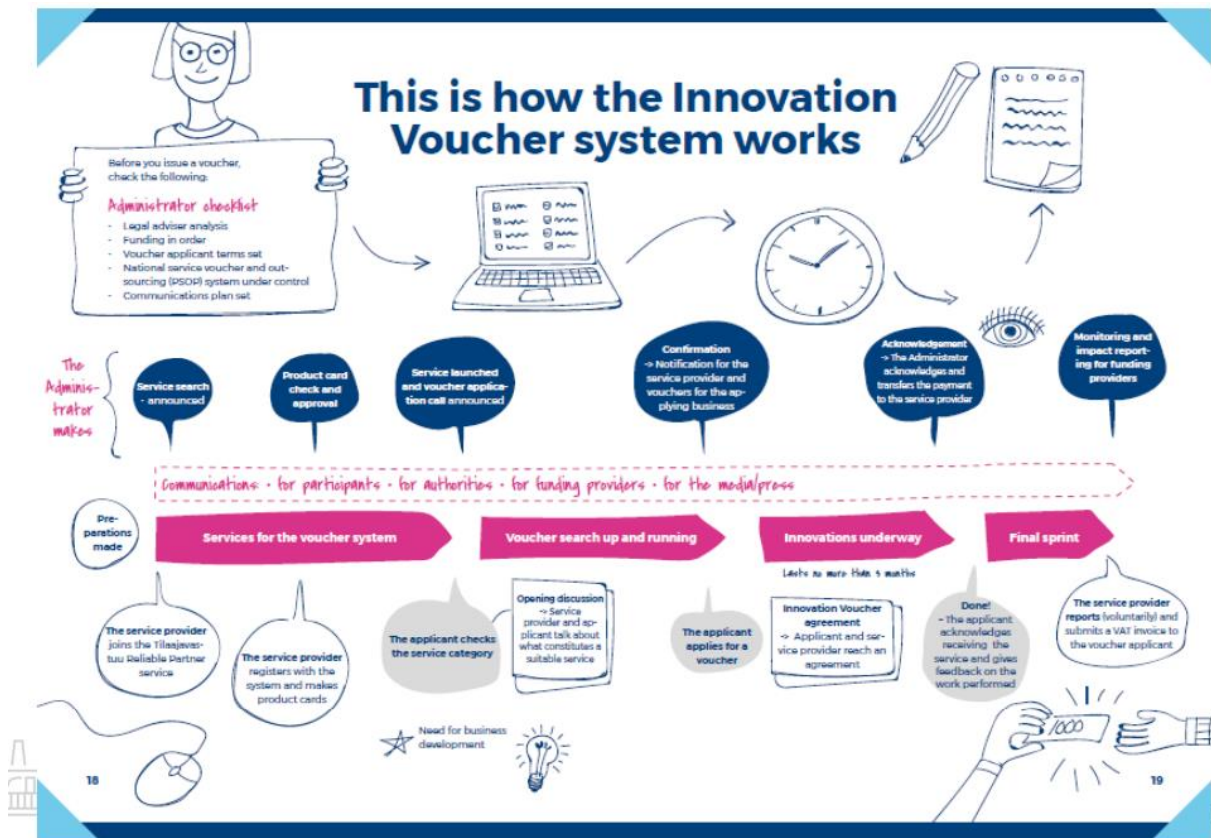 This is how the Innovation
Voucher system works
Before you issue a voucher,
check the following:
Administrator checklist
- Legal adviser analysis
- Funding in order
- Voucher applicant terms set
- National service voucher and out-
sourcing (PSOP) system under control
- Communications plan set
The
Adminis-
trator
makes
Service search
- announced
Product card
check and
approval
Service launched
and voucher applica-
tion call announced
Confirmation
-> Notification for the
service provider and
vouchers for the ap-
plying business
Acknowledgement
-> The Administrator
acknowledges and
transfers the payment
to the service provider
Monitoring and
impact report-
ing for funding
providers
Communications: • for participants • for authorities • for funding providers • for the media/press
Pre-
parations
made
Services for the voucher system
Voucher search up and running
Innovations underway
Final sprint
Lasts no more than 5 months
The service provider
joins the Tilaajavas-
tuu Reliable Partner
service
The service provider
registers with the
system and makes
product cards
The applicant checks
the service category
Opening discussion
-> Service
provider and ap-
plicant talk about
what constitutes a
suitable service
The applicant
applies for a
voucher
Innovation Voucher
agreement
-> Applicant and ser-
vice provider reach an
agreement
Done!
- The applicant
acknowledges
receiving the
service and gives
feedback on the
work performed
The service provider
reports (voluntarily) and
submits a VAT invoice to
the voucher applicant
Need for business
development
1000
18
19